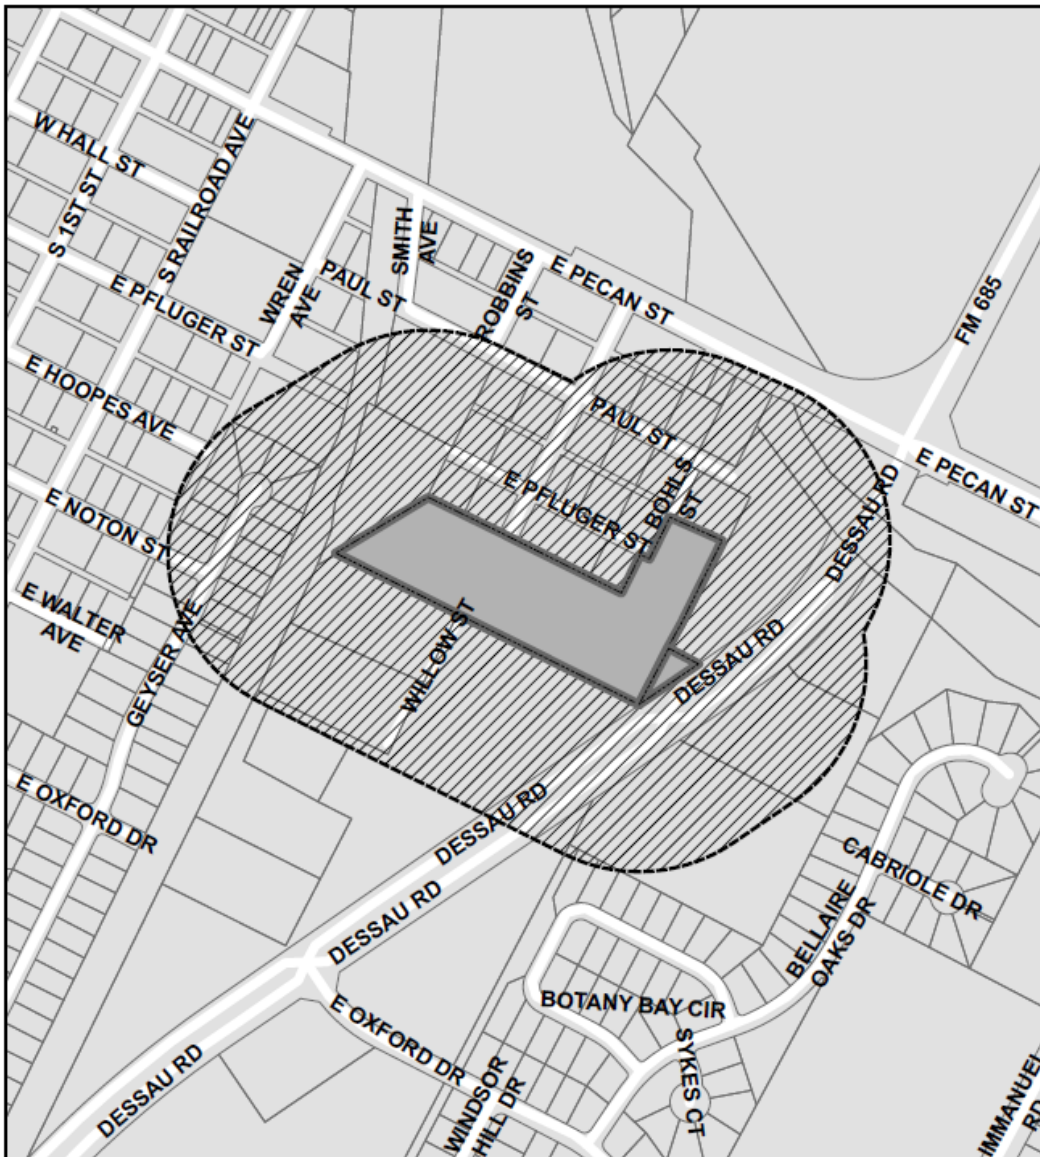 W HALL ST
S 1ST ST
S RAILROAD AVE
E PFLUGER ST
WREN
AVE
PAUL ST
SMITH
AVE
ROBBINS
ST
E PECAN ST
FM 685
E HOOPES AVE
PAUL ST
E PECAN ST
E NOTON ST
E PFLUGER ST
BOHLS
ST
DESSAU RD
E WALTER
AVE
GEYSER AVE
WILLOW ST
DESSAU RD
E OXFORD DR
DESSAU RD
DESSAU RD
CABRIOLE DR
BELLAIRE
OAKS DR
BOTANY BAY CIR
E OXFORD DR
SYKES CT
DESSAU RD
WINDSOR
HILL DR
IMMANUEL
RD